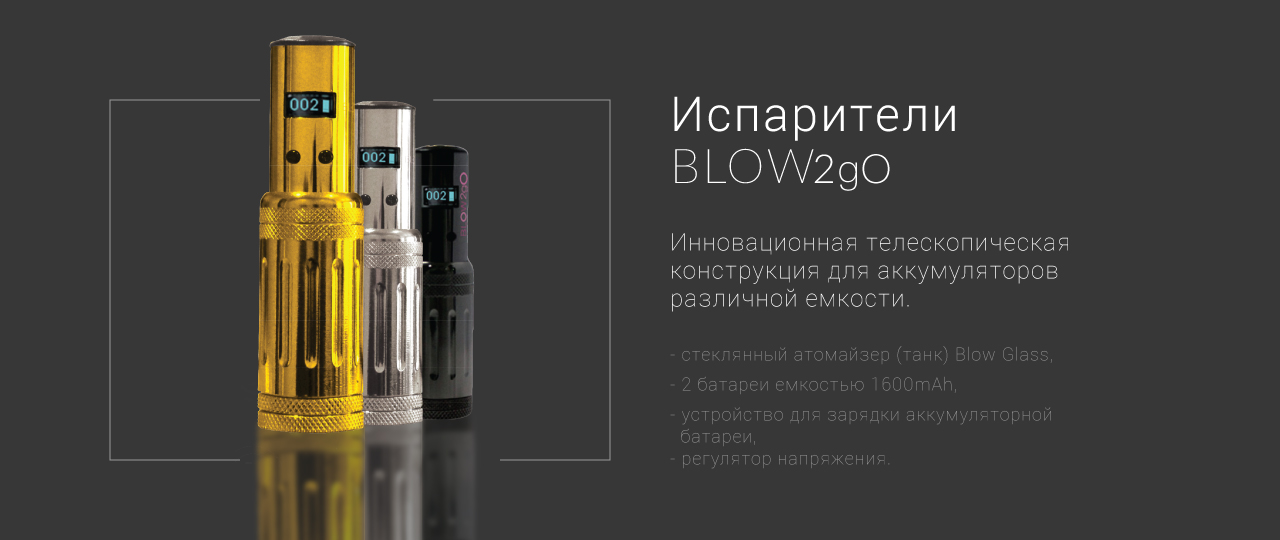 Испарители
BLOW2gO
Инновационная телескопическая
конструкция для аккумуляторов
различной емкости.
- стеклянный атомайзер (танк) Blow Glass,
- 2 батареи емкостью 1600mAh,
- устройство для зарядки аккумуляторной
батареи,
- регулятор напряжения.
002
002
002